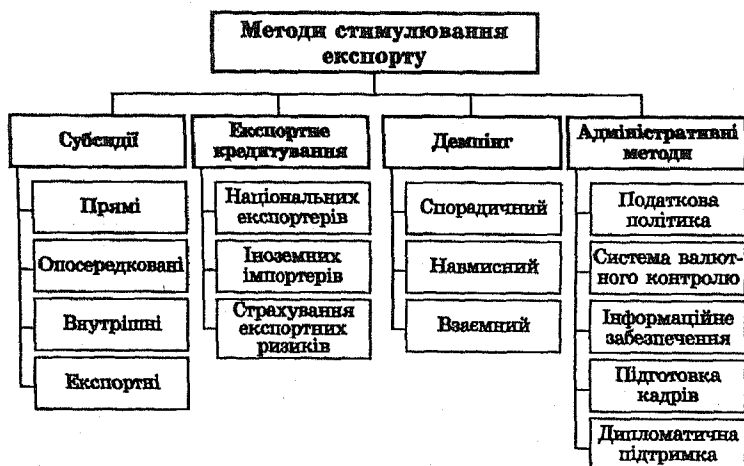 Методи стимулювання
експорту
Субсидії
Прямі
Опосередковані
Внутрішні
Експортні
Експортне
кредитування
Національних
експортерів
Іноземних
імпортерів
Страхування
експортних
ризиків
Демпінг
Спорадичний
Навмисний
Взаємний
Адміністративні
методи
Податкова
політика
Система валют-
ного контролю
Інформаційне
забезпечення
Підготовка
кадрів
Дипломатична
підтримка